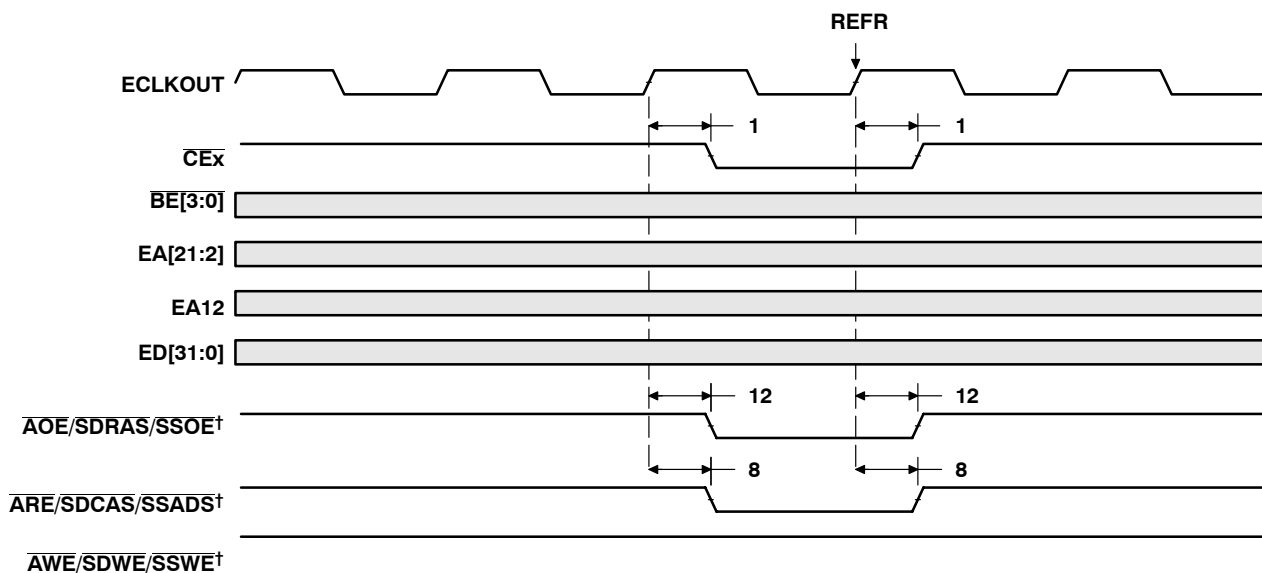 REFR
ECLKOUT
1 1
CEx
BE[3:0]
EA[21:2]
EA12
ED[31:0]
12 12
AOE/SDRAS/SSOE†
8 8
ARE/SDCAS/SSADS†
AWE/SDWE/SSWE†